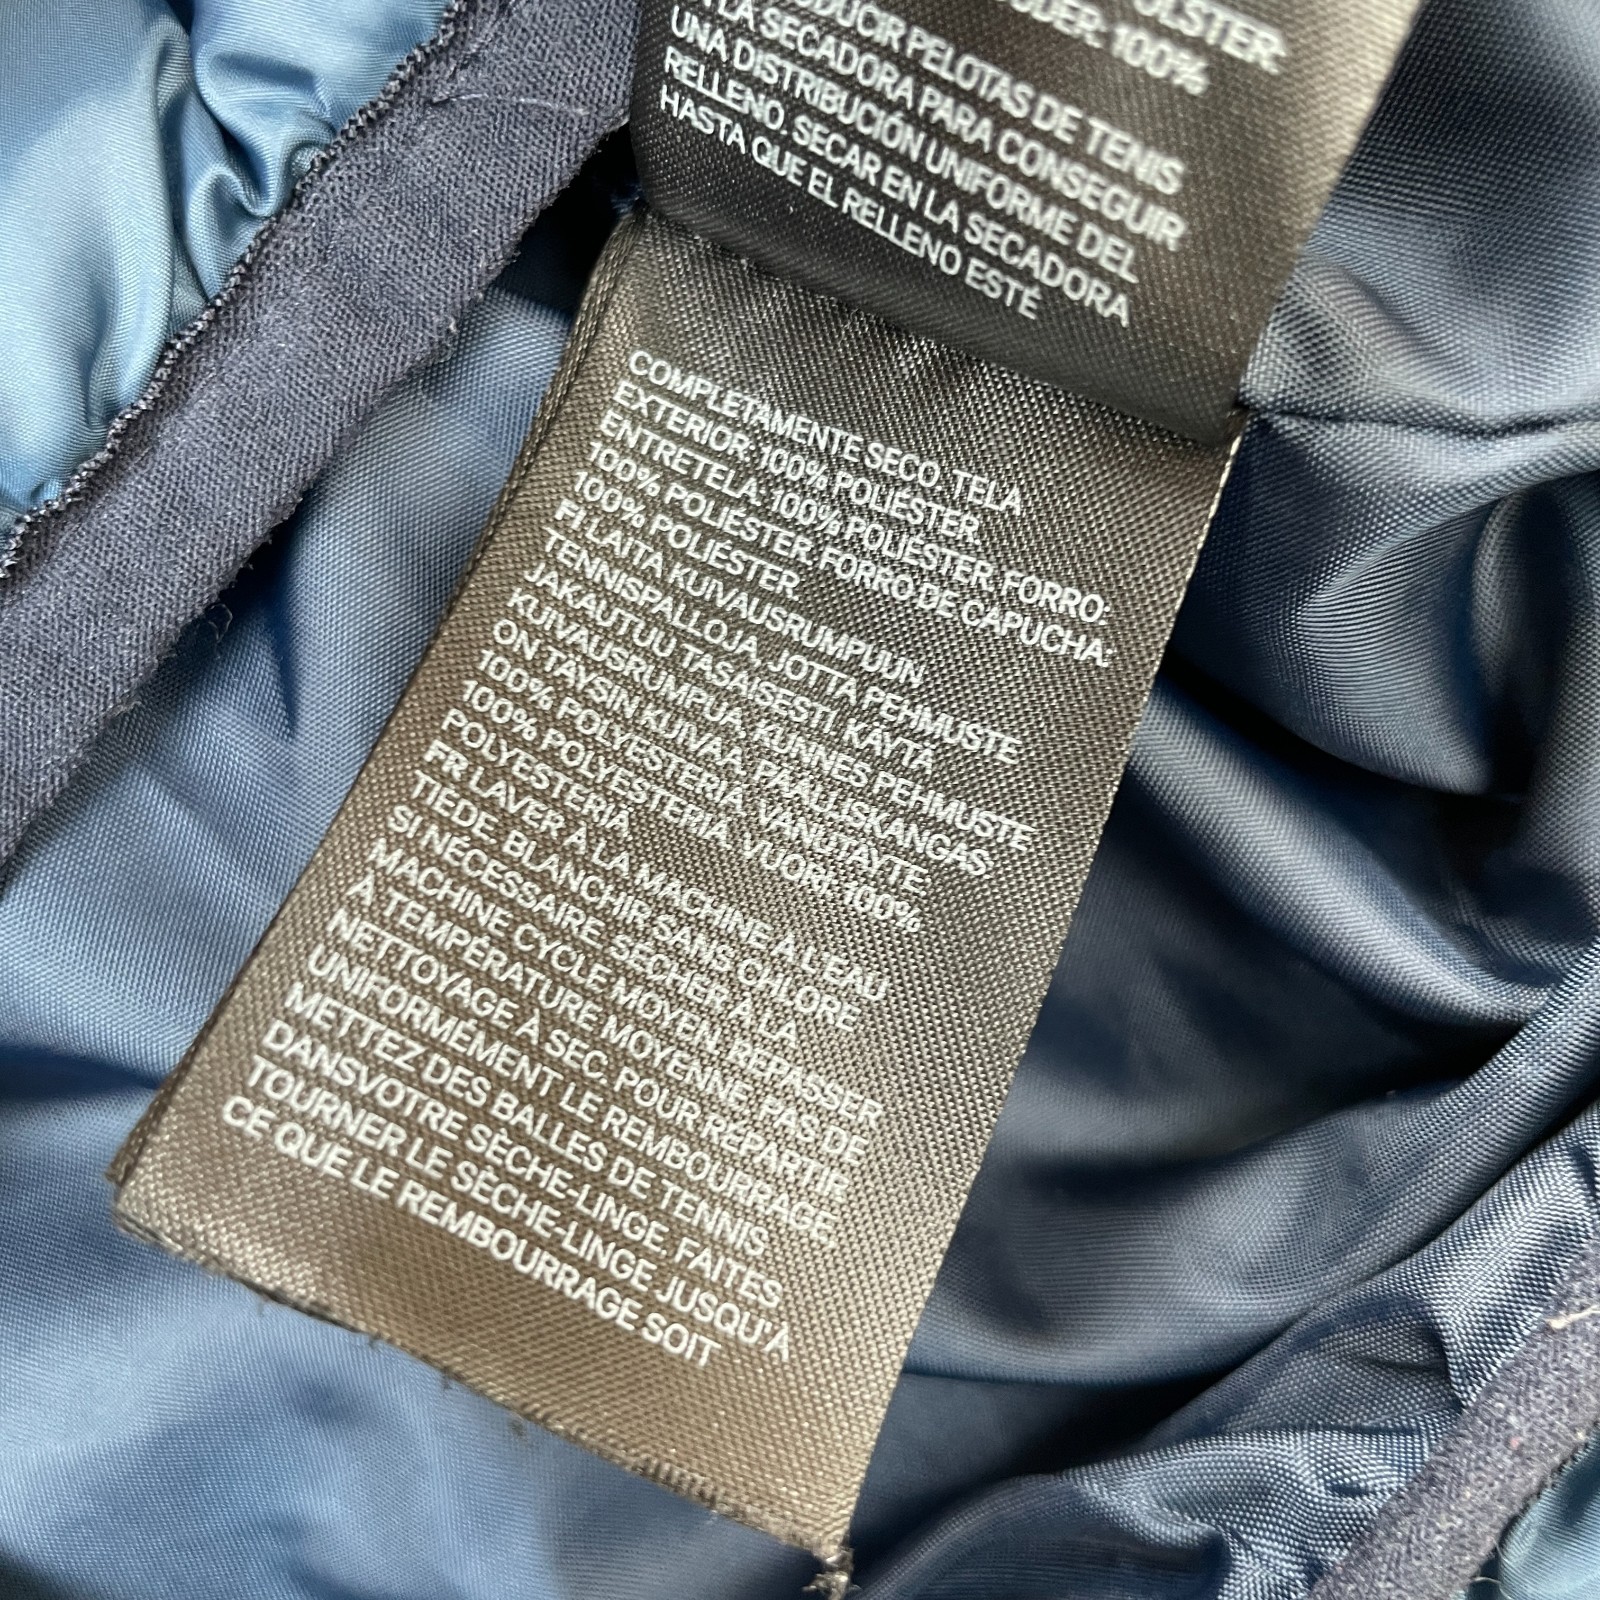 OLSTER-
100%
PELOTAS DE TENIS
LA SECADORA PARA CONSEGUIR
UNA DISTRIBUCIÓN UNIFORME DEL
RELLENO. SECAR EN LA SECADORA
HASTA QUE EL RELLENO ESTÉ
COMPLETAMENTE SECO. TELA
EXTERIOR: 100% POLIÉSTER.
ENTRETELA: 100% POLIÉSTER. FORRO:
100% POLIÉSTER. FORRO DE CAPUCHA:
100% POLIÉSTER.
FI LAITA KUIVAUSRUMPUUN
TENNISPALLOJA, JOTTA PEHMUSTE
JAKAUTUU TASAISESTI, KÄYTÄ
KUIVAUSRUMPUA, KUNNES PEHMUSTE
ON TÄYSIN KUIVAA, PÄÄLLISKANGAS
100% POLYESTERIÄ, VANUTÄYTE.
100% POLYESTERIÄ, VUORI. 100%
POLYESTERIÄ.
FR LAVER À LA MACHINE À L'EAU
TIEDE. BLANCHIR SANS CHLORE
SI NÉCESSAIRE. SÉCHER À LA
MACHINE CYCLE MOYEN. REPASSER
À TEMPÉRATURE MOYENNE. PAS DE
NETTOYAGE À SEC. POUR RÉPARTIR
UNIFORMÉMENT LE REMBOURRAGE,
METTEZ DES BALLES DE TENNIS
DANSVOTRE SÈCHE-LINGE. FAITES
TOURNER LE SÈCHE-LINGE, JUSQU'À
CE QUE LE REMBOURRAGE SOIT